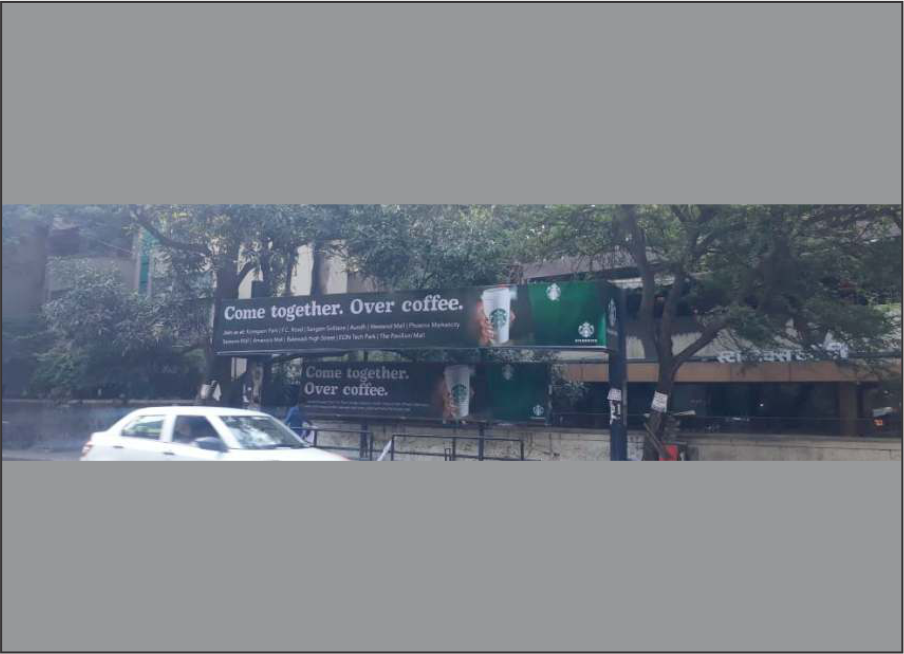 Come together. Over coffee.
Join us at: Koregaon Park | F.C. Road | Sangam Solitaire | Aundh | Westend Mall | Phoenix Marketcity
Seasons Mall | Amanora Mall | Balewadi High Street | EON Tech Park | The Pavilion Mall
STARBUCKS
Come together.
Over coffee.